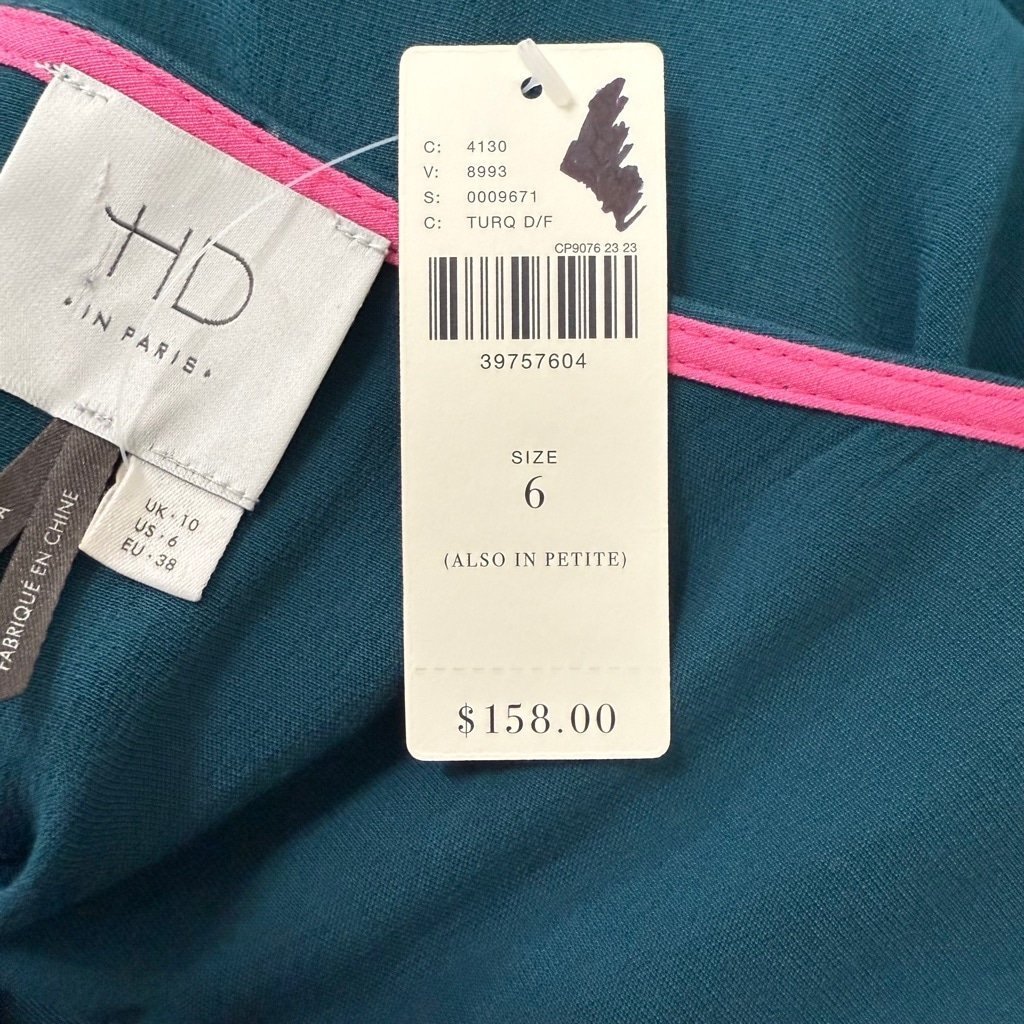 HD
•IN PARIS•
UK•10
US•6
EU•38
FABRIQUÉ EN CHINE
C: 4130
V: 8993
S: 0009671
C: TURQ D/F
CP9076 23 23
39757604
SIZE
6
(ALSO IN PETITE)
$158.00